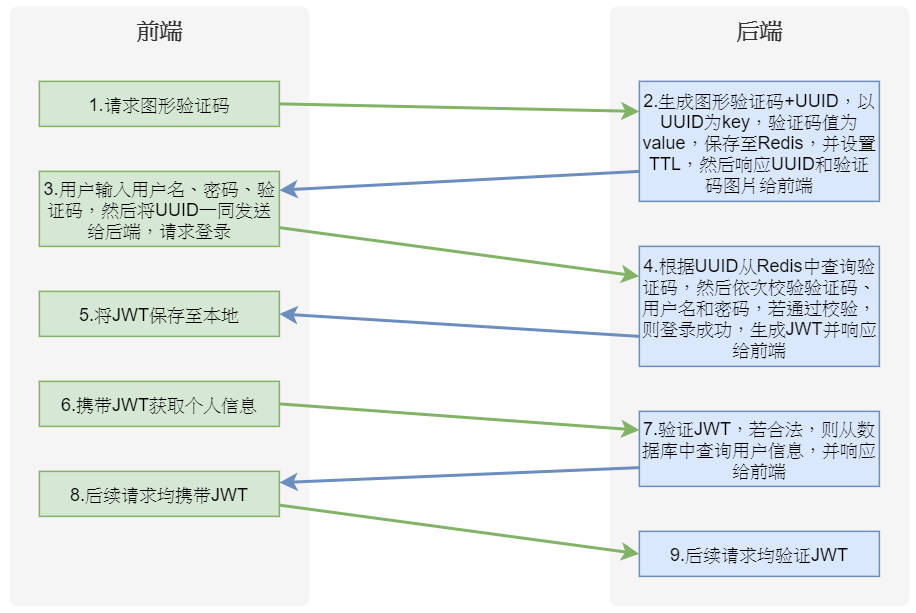 前端
后端
1.请求图形验证码
2.生成图形验证码+UUID，以
UUID为key，验证码值为
value，保存至Redis，并设置
TTL，然后响应UUID和验证
码图片给前端
3.用户输入用户名、密码、验
证码，然后将UUID一同发送
给后端，请求登录
4.根据UUID从Redis中查询验
证码，然后依次校验验证码、
用户名和密码，若通过校验，
则登录成功，生成JWT并响应
给前端
5.将JWT保存至本地
6.携带JWT获取个人信息
7.验证JWT，若合法，则从数
据库中查询用户信息，并响应
给前端
8.后续请求均携带JWT
9.后续请求均验证JWT